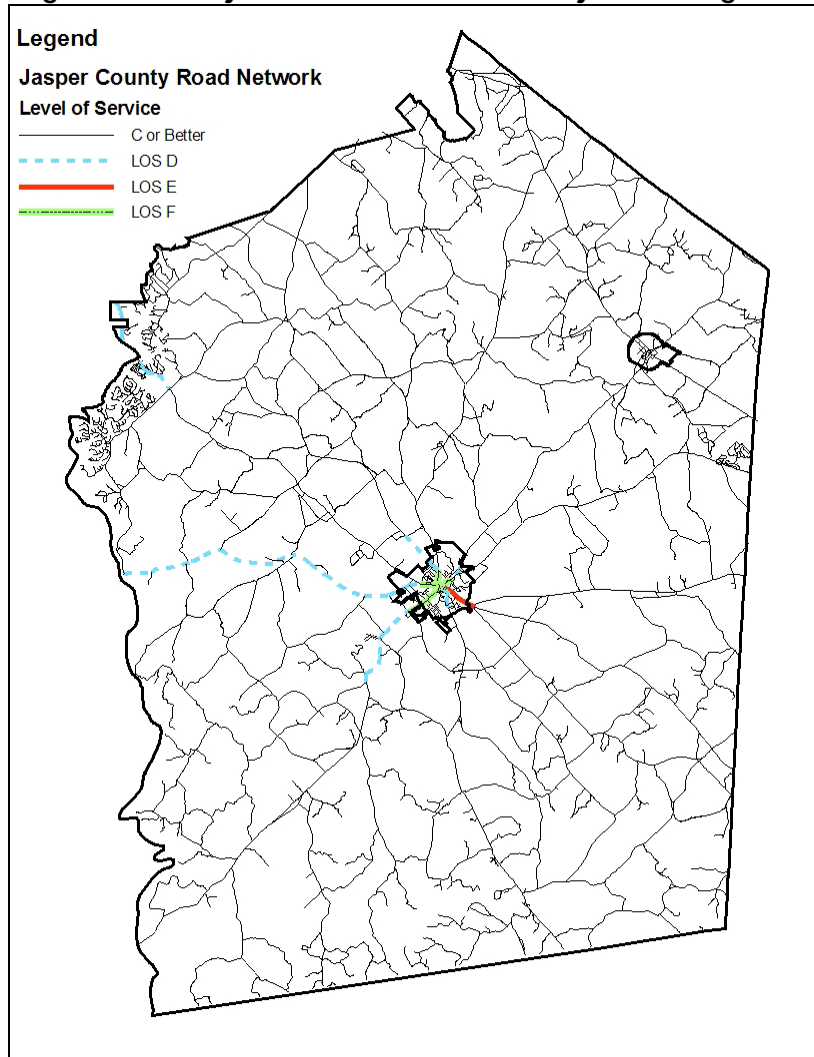 Legend
Jasper County Road Network
Level of Service
C or Better
LOS D
LOS E
LOS F